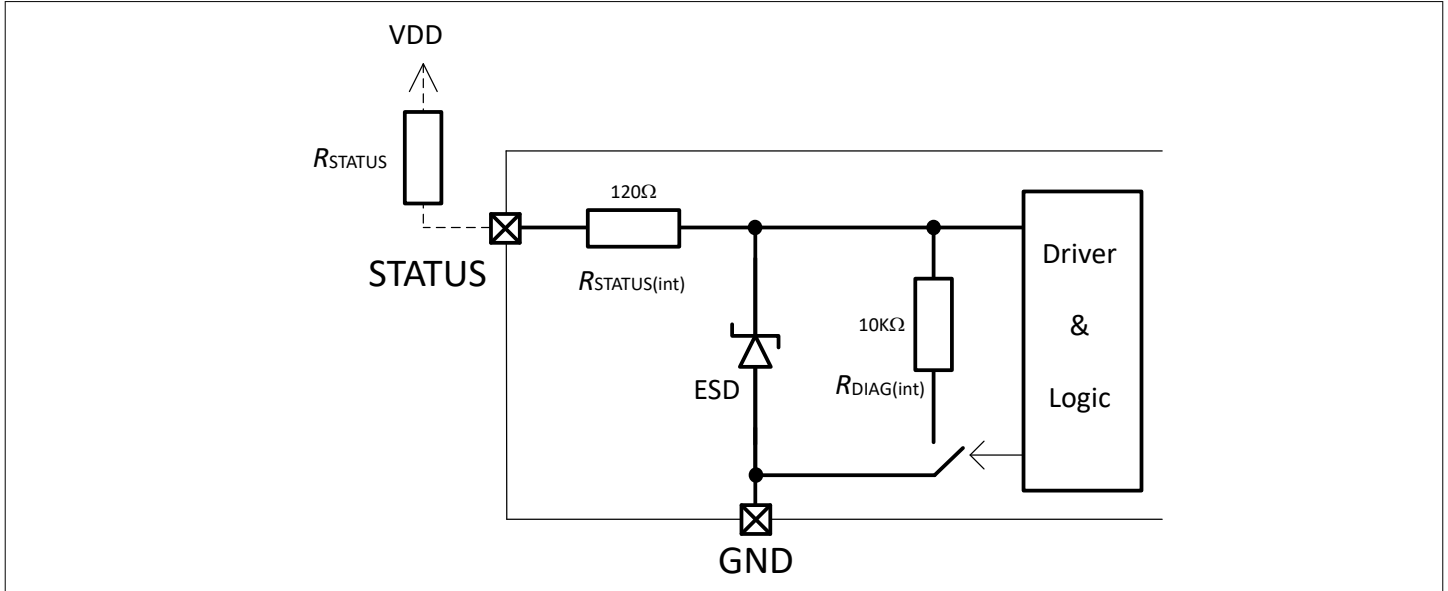 VDD
RSTATUS
120Ω
STATUS
RSTATUS(int)
Driver
&
Logic
10KΩ
RDIAG(int)
ESD
GND